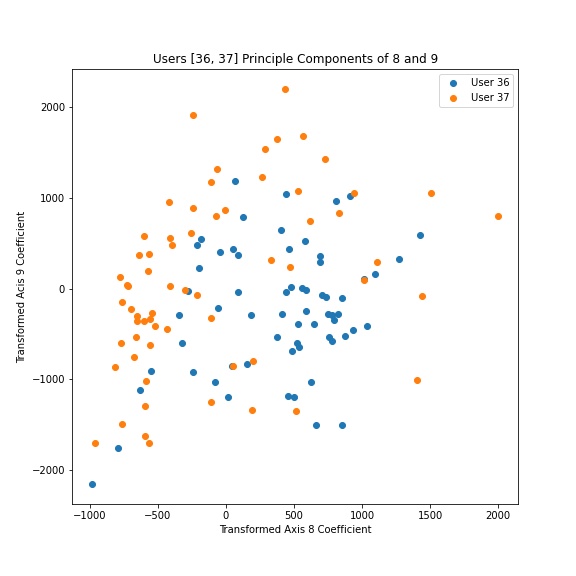 Users [36, 37] Principle Components of 8 and 9
User 36
User 37
Transformed Acis 9 Coefficient
2000
1000
0
−1000
−2000
−1000 −500 0 500 1000 1500 2000
Transformed Axis 8 Coefficient